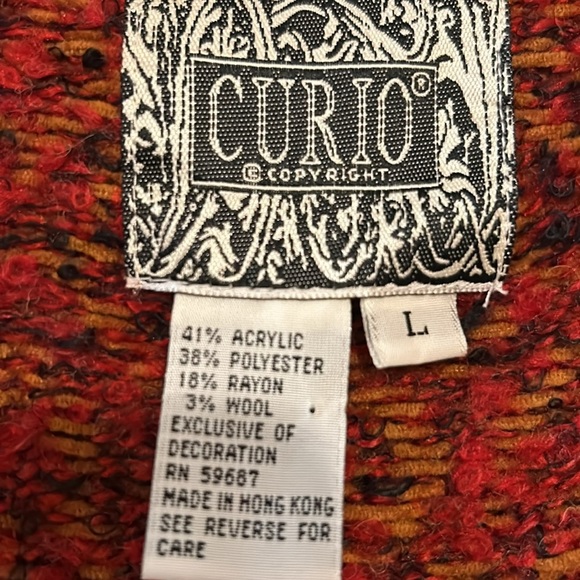 CURIO®
© COPYRIGHT
L
41% ACRYLIC
38% POLYESTER
18% RAYON
3% WOOL
EXCLUSIVE OF
DECORATION
RN 59687
MADE IN HONG KONG
SEE REVERSE FOR
CARE